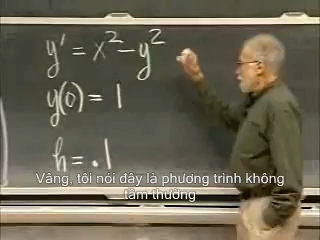 y' = x² - y²
y(0) = 1
h = .1
Vâng, tôi nói đây là phương trình không
tầm thường